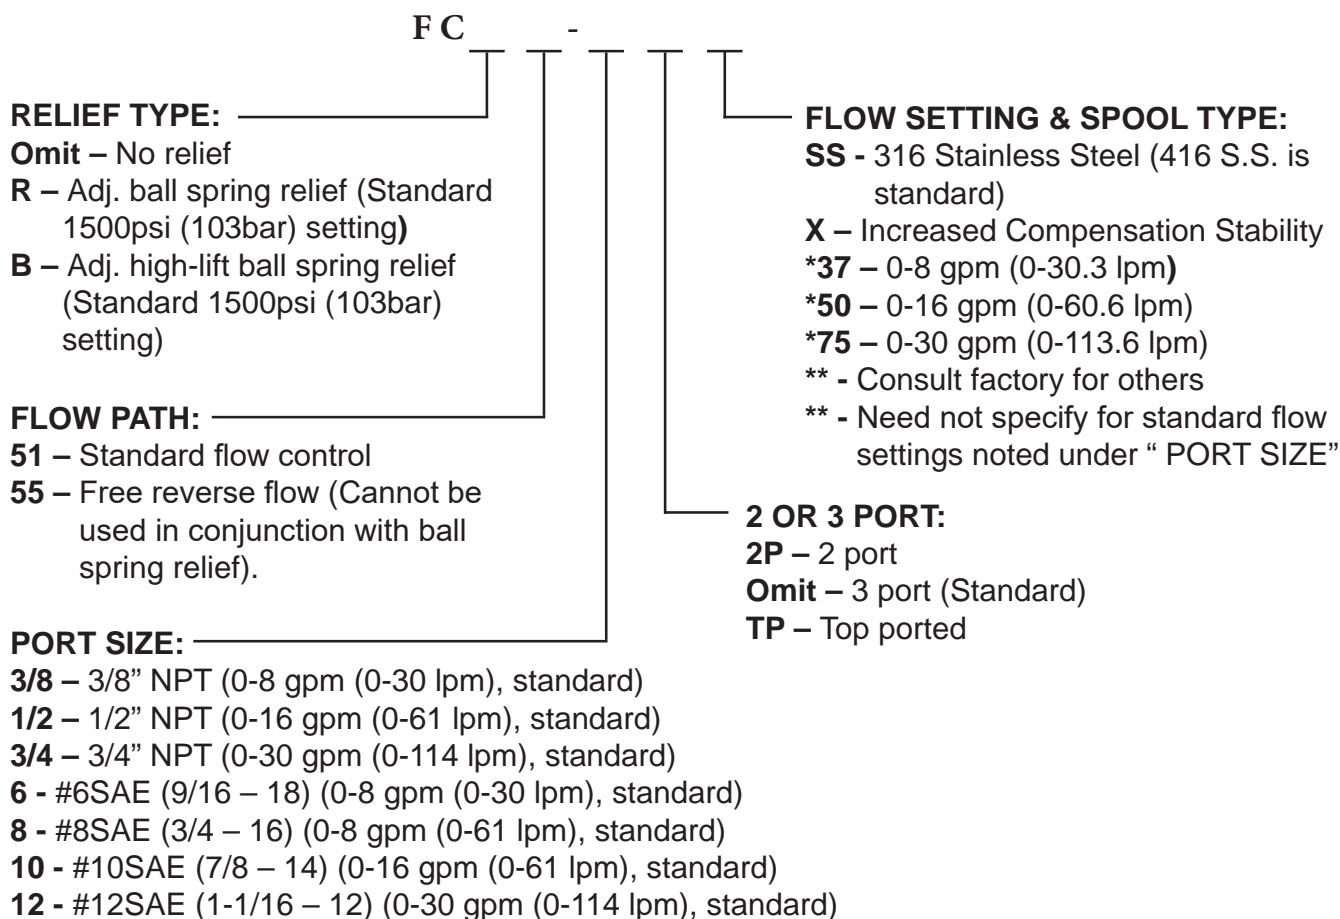 F C -
RELIEF TYPE:
Omit – No relief
R – Adj. ball spring relief (Standard
1500psi (103bar) setting)
B – Adj. high-lift ball spring relief
(Standard 1500psi (103bar)
setting)
FLOW PATH:
51 – Standard flow control
55 – Free reverse flow (Cannot be
used in conjunction with ball
spring relief).
PORT SIZE:
3/8 – 3/8” NPT (0-8 gpm (0-30 lpm), standard)
1/2 – 1/2” NPT (0-16 gpm (0-61 lpm), standard)
3/4 – 3/4” NPT (0-30 gpm (0-114 lpm), standard)
6 - #6SAE (9/16 – 18) (0-8 gpm (0-30 lpm), standard)
8 - #8SAE (3/4 – 16) (0-8 gpm (0-61 lpm), standard)
10 - #10SAE (7/8 – 14) (0-16 gpm (0-61 lpm), standard)
12 - #12SAE (1-1/16 – 12) (0-30 gpm (0-114 lpm), standard)
FLOW SETTING & SPOOL TYPE:
SS - 316 Stainless Steel (416 S.S. is
standard)
X – Increased Compensation Stability
*37 – 0-8 gpm (0-30.3 lpm)
*50 – 0-16 gpm (0-60.6 lpm)
*75 – 0-30 gpm (0-113.6 lpm)
** - Consult factory for others
** - Need not specify for standard flow
settings noted under “ PORT SIZE”
2 OR 3 PORT:
2P – 2 port
Omit – 3 port (Standard)
TP – Top ported